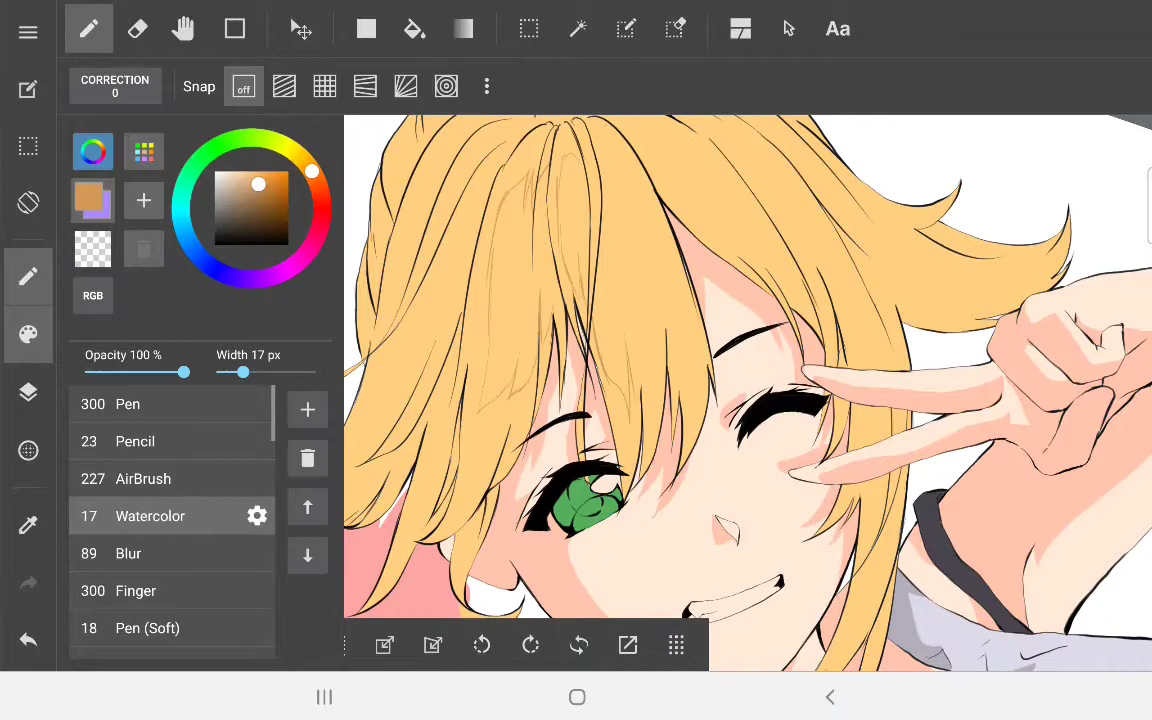 Aa
CORRECTION
0
Snap
off
RGB
Opacity 100 %
Width 17 px
300 Pen
23 Pencil
227 AirBrush
17 Watercolor
89 Blur
300 Finger
18 Pen (Soft)